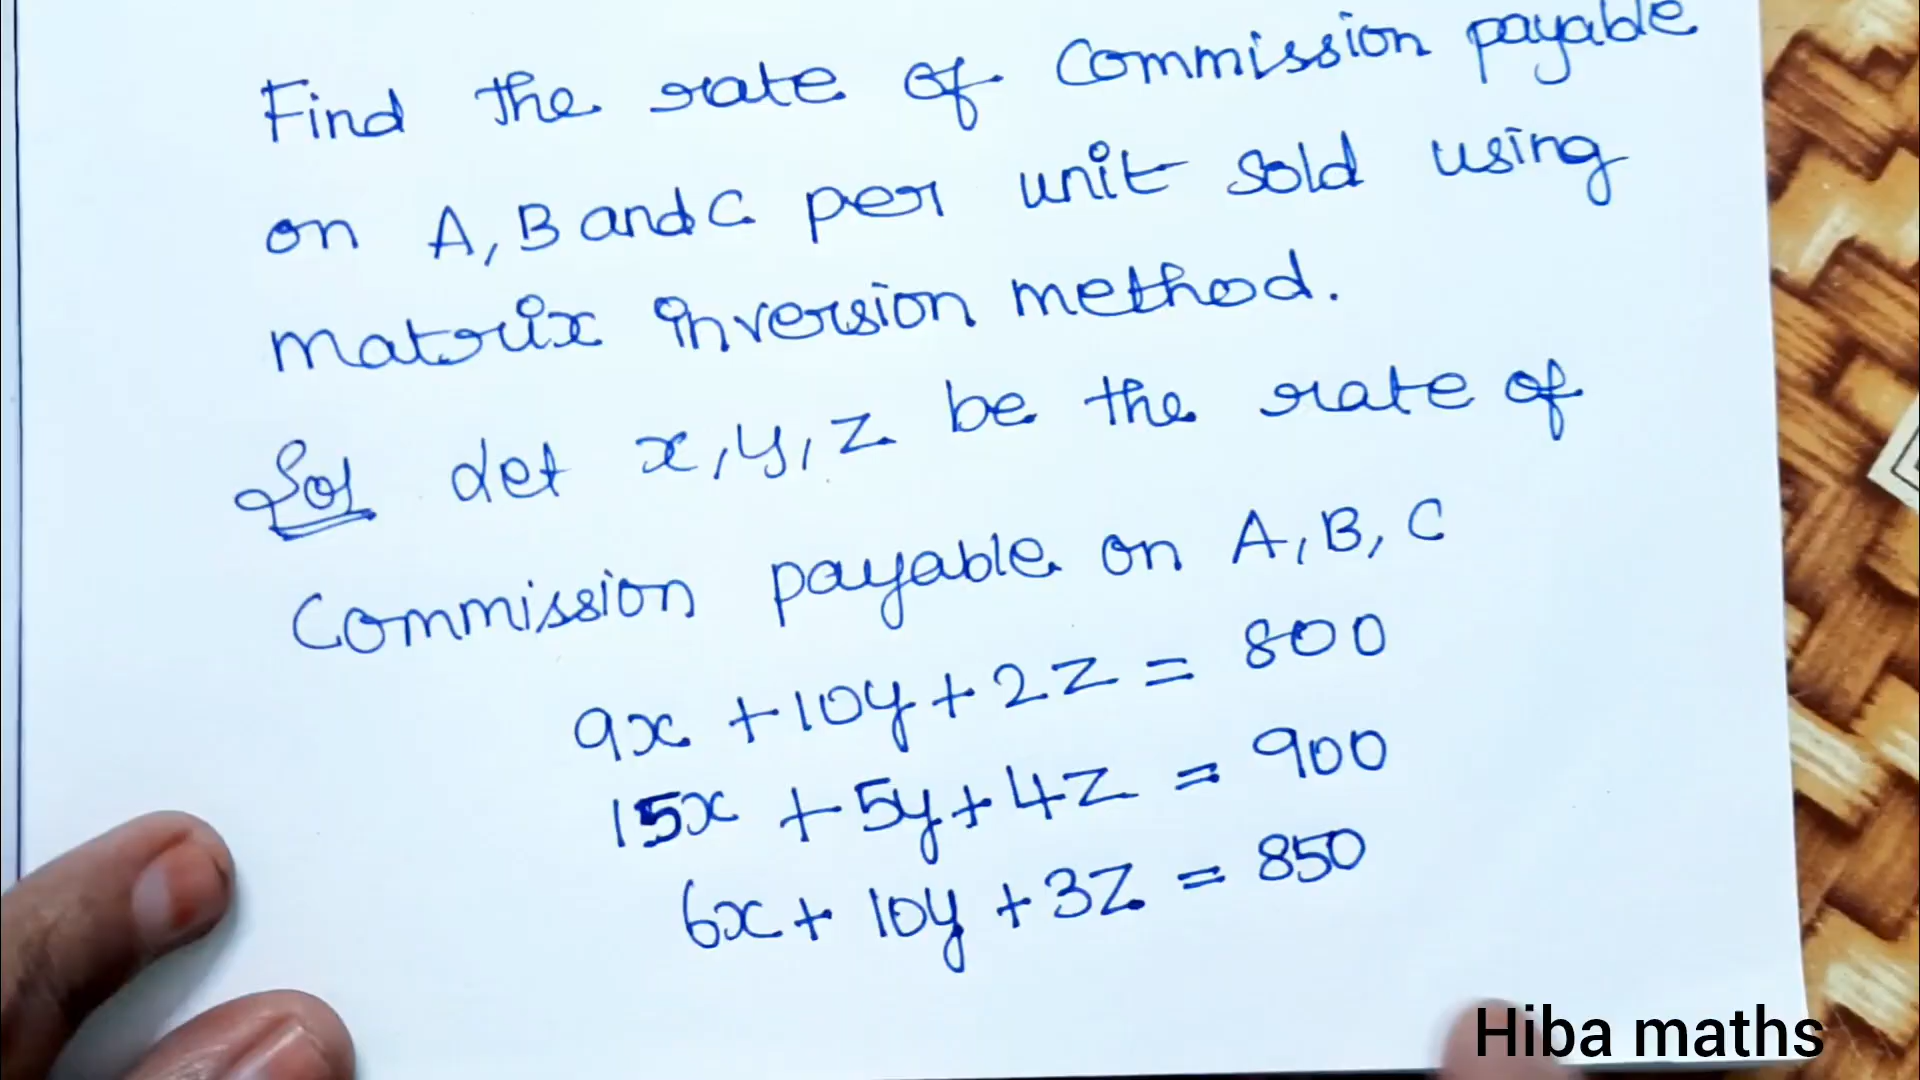 Find the rate of Commission payable
on A, B and C per unit sold using
matrix inversion method.
Sol Let x, y, z be the rate of
Commission payable on A, B, C
9x + 10y + 2z = 800
15x + 5y + 4z = 900
6x + 10y + 3z = 850
Hiba maths